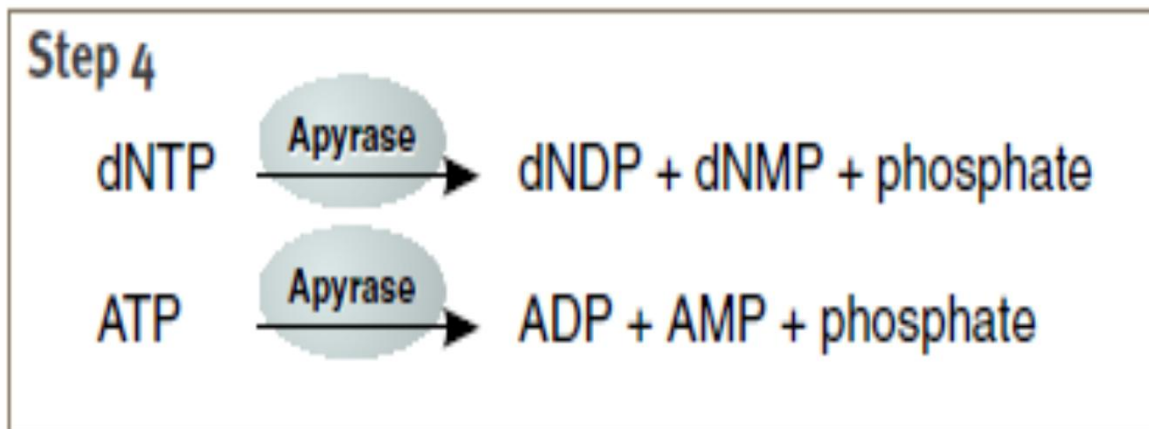 Step 4
dNTP Apyrase dNDP + dNMP + phosphate
ATP Apyrase ADP + AMP + phosphate